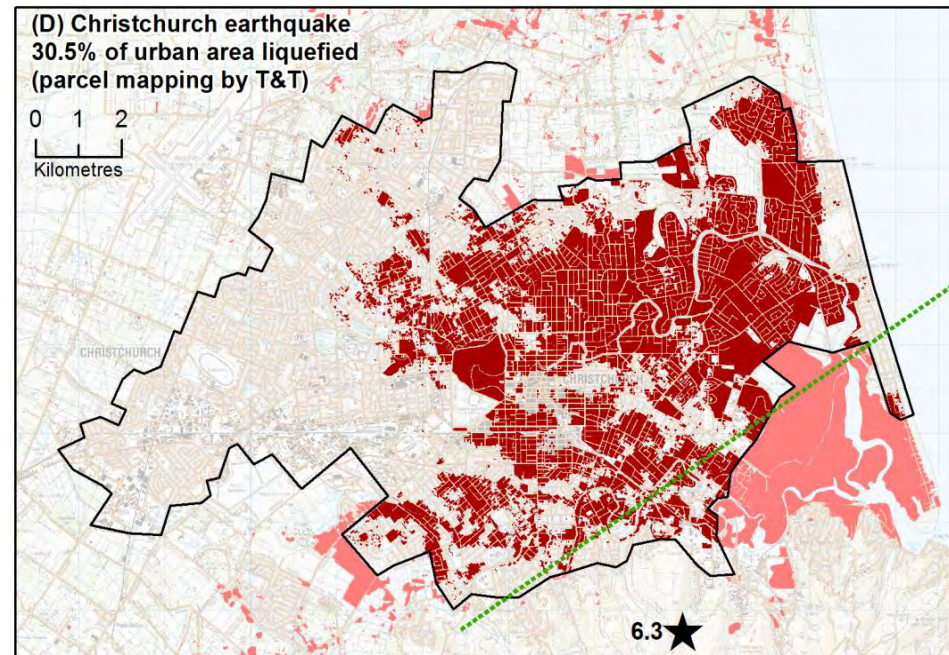 (D) Christchurch earthquake
30.5% of urban area liquefied
(parcel mapping by T&T)
0 1 2
Kilometres
CHRISTCHURCH
CHRISTCHURCH
6.3